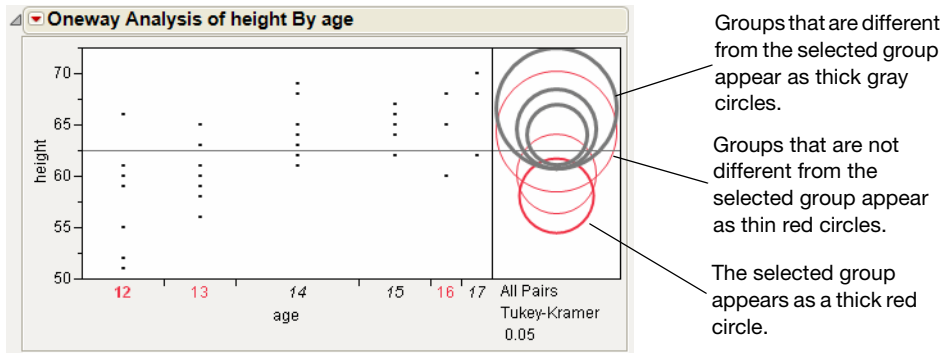 Oneway Analysis of height By age
70
65
60
55
50
height
12 13 14 15 16 17
age
All Pairs
Tukey-Kramer
0.05
Groups that are different
from the selected group
appear as thick gray
circles.
Groups that are not
different from the
selected group appear
as thin red circles.
The selected group
appears as a thick red
circle.